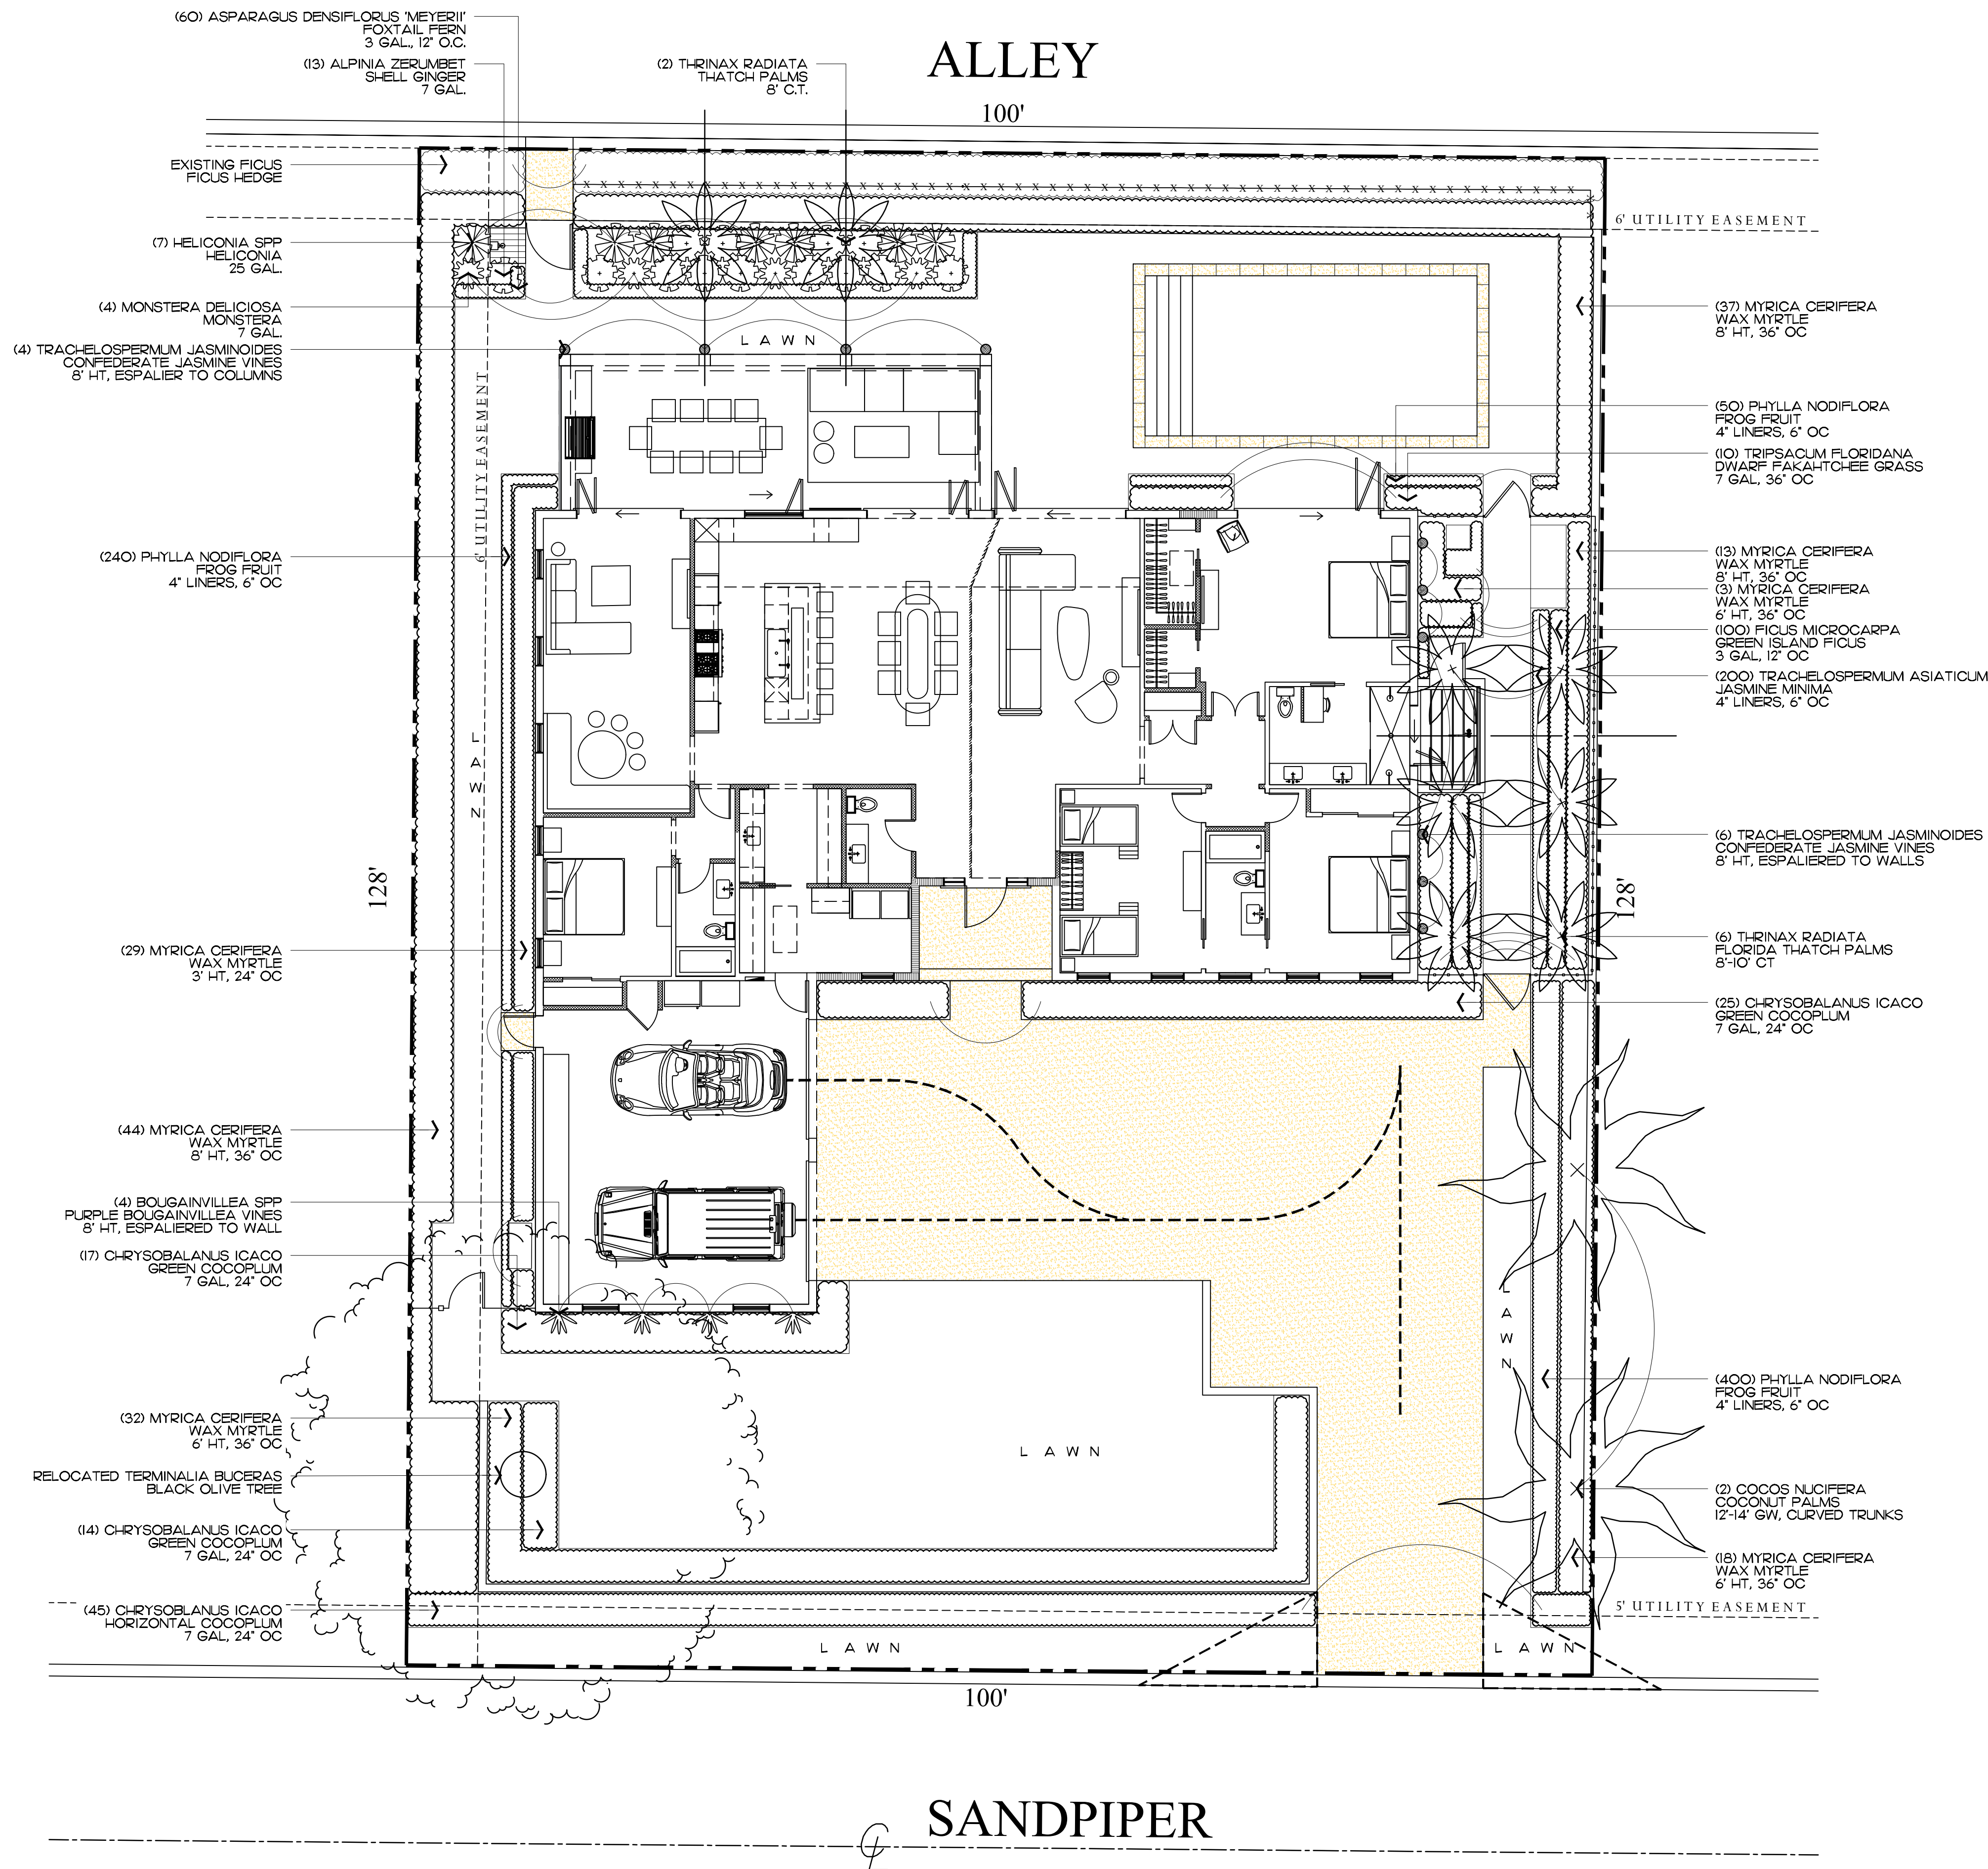 (60) ASPARAGUS DENSIFLORUS 'MEYERII'
FOXTAIL FERN
3 GAL., 12" O.C.
(13) ALPINIA ZERUMBET
SHELL GINGER
7 GAL.
(2) THRINAX RADIATA
THATCH PALMS
8' C.T.
ALLEY
100'
EXISTING FICUS
FICUS HEDGE
(7) HELICONIA SPP
HELICONIA
25 GAL.
(4) MONSTERA DELICIOSA
MONSTERA
7 GAL.
(4) TRACHELOSPERMUM JASMINOIDES
CONFEDERATE JASMINE VINES
8' HT, ESPALIER TO COLUMNS
(240) PHYLLA NODIFLORA
FROG FRUIT
4" LINERS, 6" OC
(29) MYRICA CERIFERA
WAX MYRTLE
3' HT, 24" OC
(44) MYRICA CERIFERA
WAX MYRTLE
8' HT, 36" OC
(4) BOUGAINVILLEA SPP
PURPLE BOUGAINVILLEA VINES
8' HT, ESPALIERED TO WALL
(17) CHRYSOBALANUS ICACO
GREEN COCOPLUM
7 GAL, 24" OC
(32) MYRICA CERIFERA
WAX MYRTLE
6' HT, 36" OC
RELOCATED TERMINALIA BUCERAS
BLACK OLIVE TREE
(14) CHRYSOBALANUS ICACO
GREEN COCOPLUM
7 GAL, 24" OC
(45) CHRYSOBLANUS ICACO
HORIZONTAL COCOPLUM
7 GAL, 24" OC
128'
6' UTILITY EASEMENT
LAWN
X X X X X X X X X X X X X X X X X X X X X X X X X X X X X X X X X X X X X X X X X X
LAWN
6' UTILITY EASEMENT
(37) MYRICA CERIFERA
WAX MYRTLE
8' HT, 36" OC
(50) PHYLLA NODIFLORA
FROG FRUIT
4" LINERS, 6" OC
(10) TRIPSACUM FLORIDANA
DWARF FAKAHTCHEE GRASS
7 GAL, 36" OC
(13) MYRICA CERIFERA
WAX MYRTLE
8' HT, 36" OC
(3) MYRICA CERIFERA
WAX MYRTLE
6' HT, 36" OC
(100) FICUS MICROCARPA
GREEN ISLAND FICUS
3 GAL, 12" OC
(200) TRACHELOSPERMUM ASIATICUM
JASMINE MINIMA
4" LINERS, 6" OC
(6) TRACHELOSPERMUM JASMINOIDES
CONFEDERATE JASMINE VINES
8' HT, ESPALIERED TO WALLS
128'
(6) THRINAX RADIATA
FLORIDA THATCH PALMS
8'-10' CT
(25) CHRYSOBALANUS ICACO
GREEN COCOPLUM
7 GAL, 24" OC
LAWN
(400) PHYLLA NODIFLORA
FROG FRUIT
4" LINERS, 6" OC
(2) COCOS NUCIFERA
COCONUT PALMS
12'-14' GW, CURVED TRUNKS
(18) MYRICA CERIFERA
WAX MYRTLE
6' HT, 36" OC
LAWN
5' UTILITY EASEMENT
LAWN
LAWN
100'
SANDPIPER